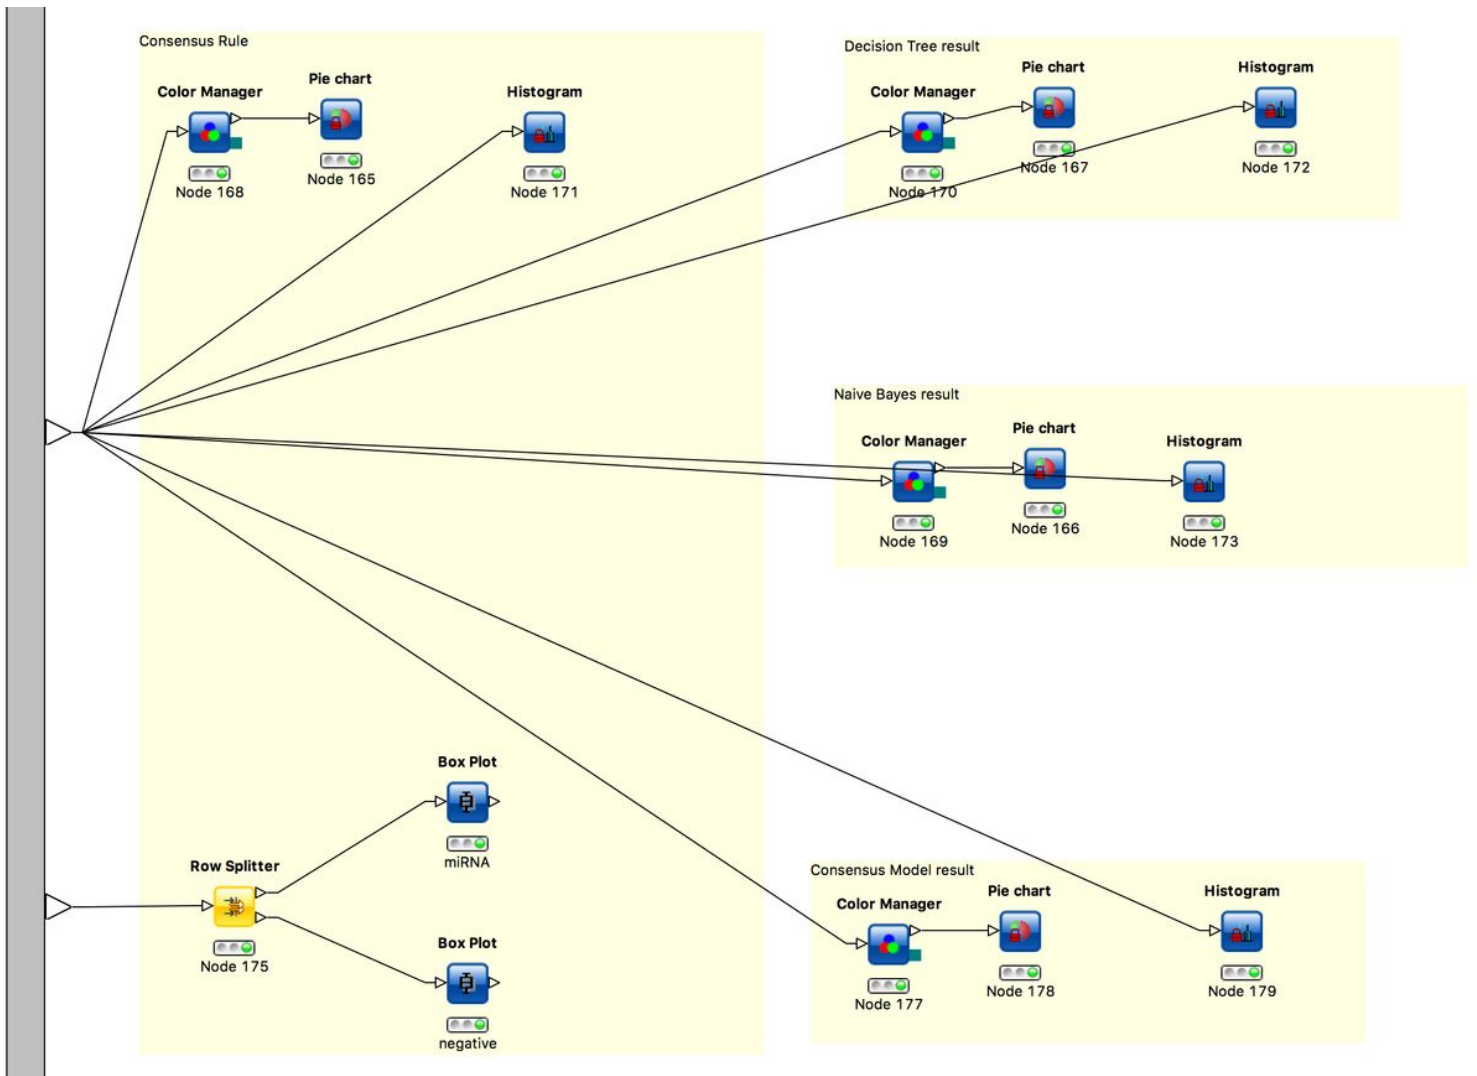 Consensus Rule
Color Manager
Node 168
Pie chart
Node 165
Histogram
Node 171
Decision Tree result
Color Manager
Node 170
Pie chart
Node 167
Histogram
Node 172
Naive Bayes result
Color Manager
Node 169
Pie chart
Node 166
Histogram
Node 173
Row Splitter
Node 175
Box Plot
miRNA
Box Plot
negative
Consensus Model result
Color Manager
Node 177
Pie chart
Node 178
Histogram
Node 179